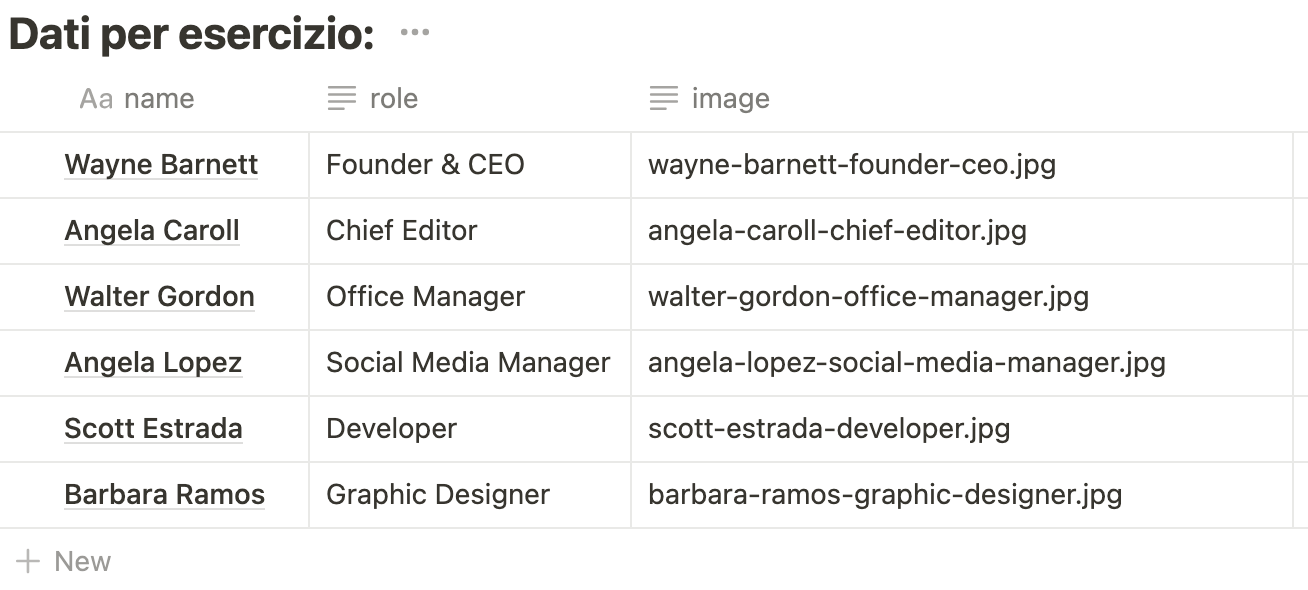 Dati per esercizio:
Aa name role image
Wayne Barnett Founder & CEO wayne-barnett-founder-ceo.jpg
Angela Caroll Chief Editor angela-caroll-chief-editor.jpg
Walter Gordon Office Manager walter-gordon-office-manager.jpg
Angela Lopez Social Media Manager angela-lopez-social-media-manager.jpg
Scott Estrada Developer scott-estrada-developer.jpg
Barbara Ramos Graphic Designer barbara-ramos-graphic-designer.jpg
New